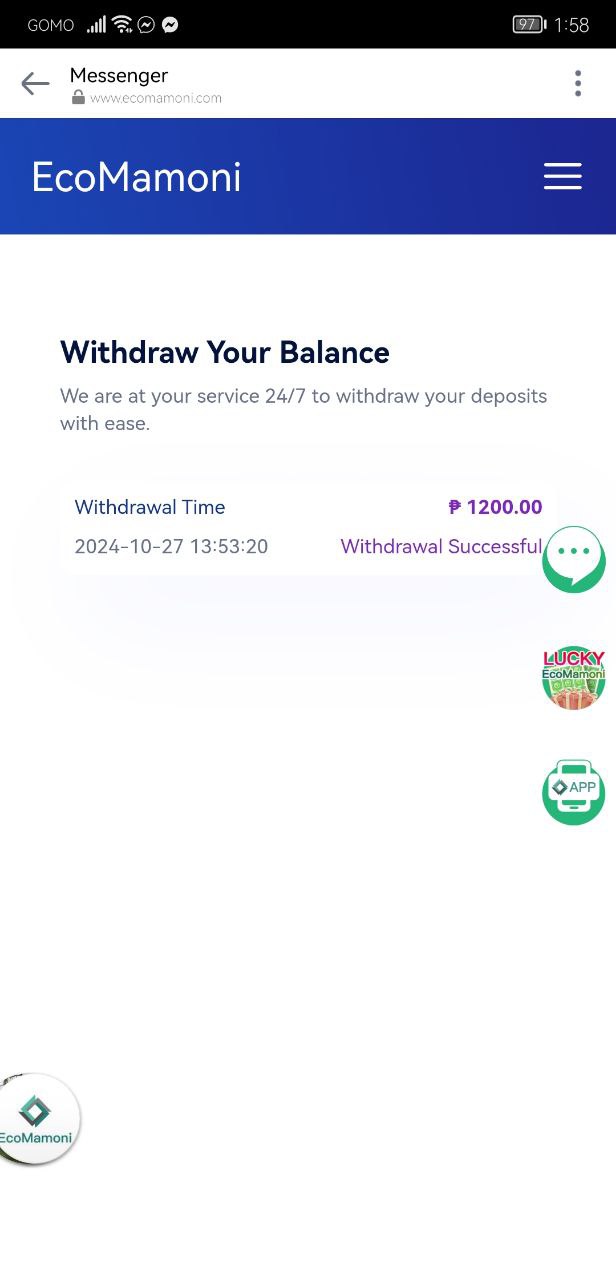 GOMO
97
1:58
Messenger
www.ecomamoni.com
EcoMamoni
Withdraw Your Balance
We are at your service 24/7 to withdraw your deposits
with ease.
Withdrawal Time
₱ 1200.00
2024-10-27 13:53:20
Withdrawal Successful
LUCKY
EcoMamoni
APP
EcoMamoni